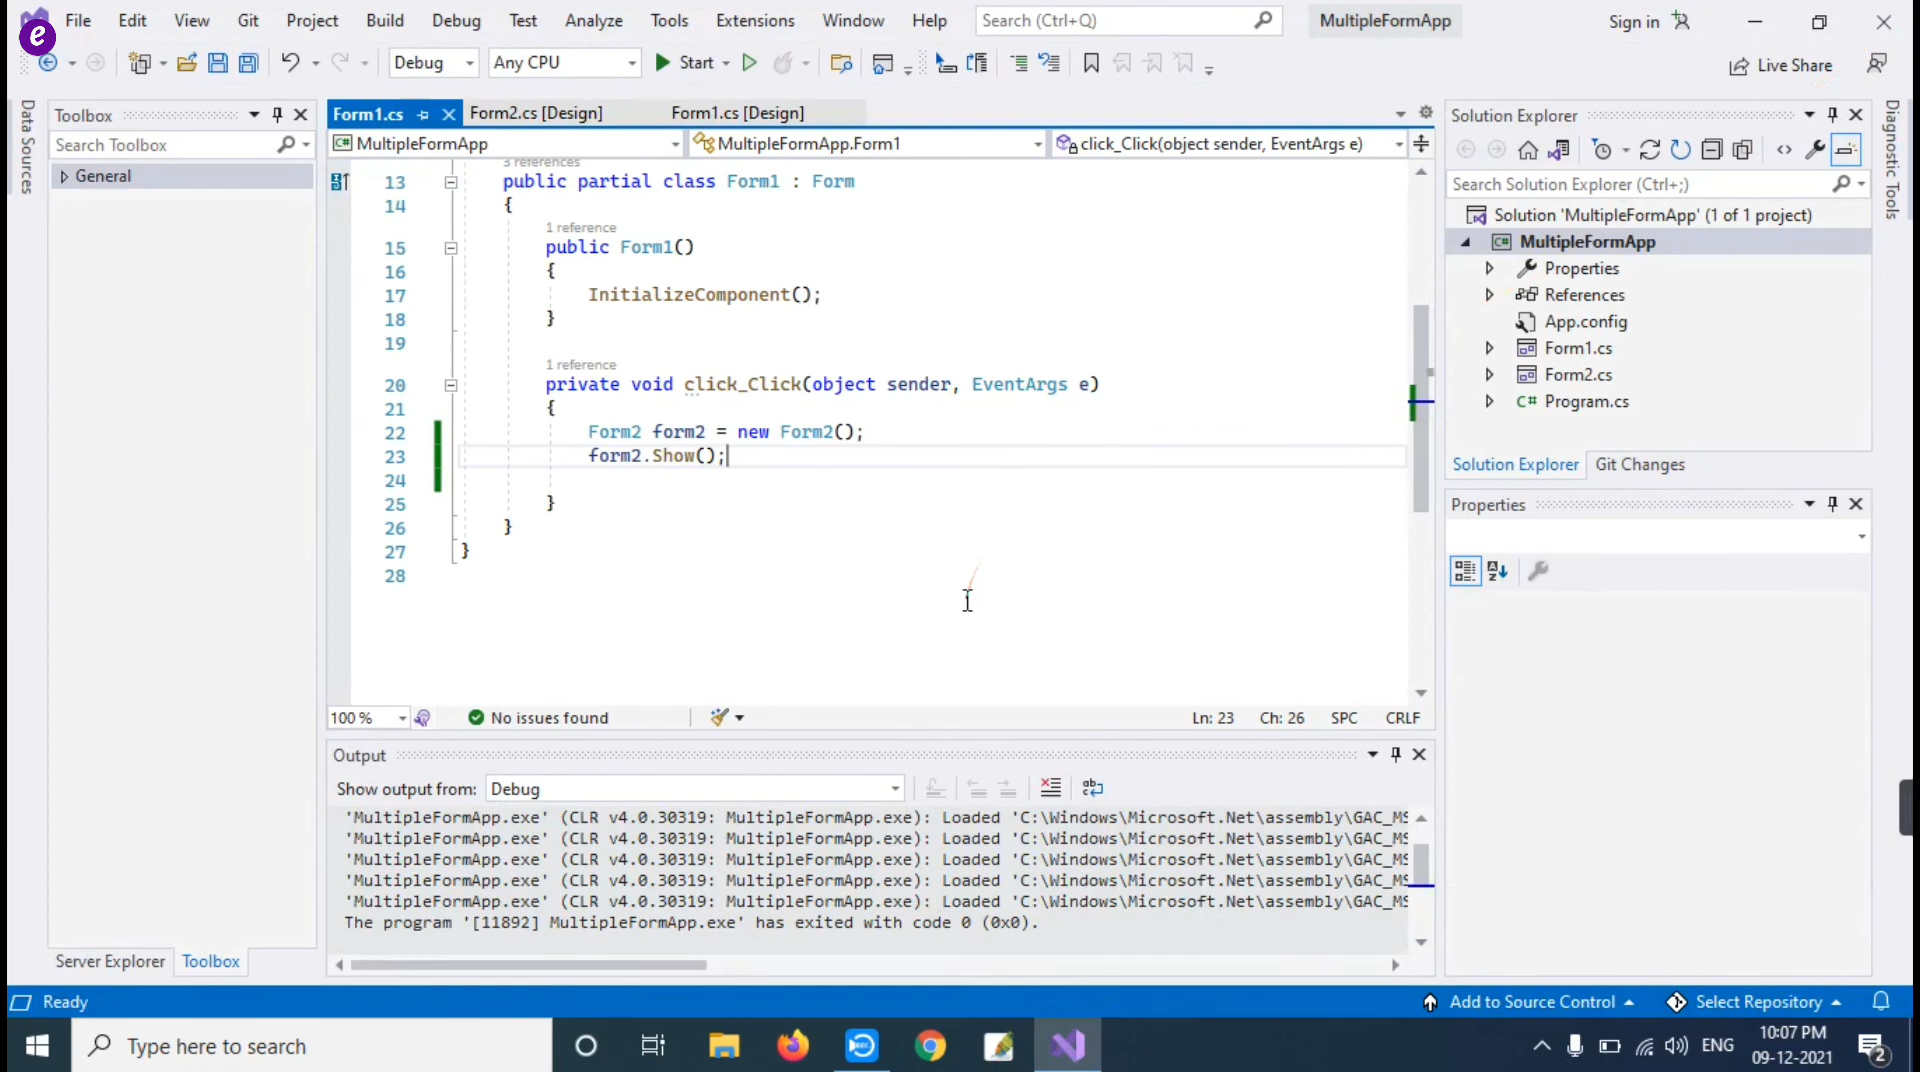 e
File Edit View Git Project Build Debug Test Analyze Tools Extensions Window Help Search (Ctrl+Q) MultipleFormApp Sign in
Debug Any CPU Start Live Share
Data Sources
Toolbox
Search Toolbox
General
Form1.cs Form2.cs [Design] Form1.cs [Design]
MultipleFormApp MultipleFormApp.Form1 click_Click(object sender, EventArgs e)
3 references
13 public partial class Form1 : Form
14 {
1 reference
15 public Form1()
16 {
17 InitializeComponent();
18 }
19
1 reference
20 private void click_Click(object sender, EventArgs e)
21 {
22 Form2 form2 = new Form2();
23 form2.Show();
24
25 }
26 }
27 }
28
100 % No issues found Ln: 23 Ch: 26 SPC CRLF
Output
Show output from: Debug
'MultipleFormApp.exe' (CLR v4.0.30319: MultipleFormApp.exe): Loaded 'C:\Windows\Microsoft.Net\assembly\GAC_MS
'MultipleFormApp.exe' (CLR v4.0.30319: MultipleFormApp.exe): Loaded 'C:\Windows\Microsoft.Net\assembly\GAC_MS
'MultipleFormApp.exe' (CLR v4.0.30319: MultipleFormApp.exe): Loaded 'C:\Windows\Microsoft.Net\assembly\GAC_MS
'MultipleFormApp.exe' (CLR v4.0.30319: MultipleFormApp.exe): Loaded 'C:\Windows\Microsoft.Net\assembly\GAC_MS
'MultipleFormApp.exe' (CLR v4.0.30319: MultipleFormApp.exe): Loaded 'C:\Windows\Microsoft.Net\assembly\GAC_MS
The program '[11892] MultipleFormApp.exe' has exited with code 0 (0x0).
Server Explorer Toolbox
Solution Explorer
Search Solution Explorer (Ctrl+;)
Solution 'MultipleFormApp' (1 of 1 project)
C# MultipleFormApp
Properties
References
App.config
Form1.cs
Form2.cs
C# Program.cs
Solution Explorer Git Changes
Properties
Diagnostic Tools
Ready Add to Source Control Select Repository
Type here to search ENG 10:07 PM
09-12-2021 2